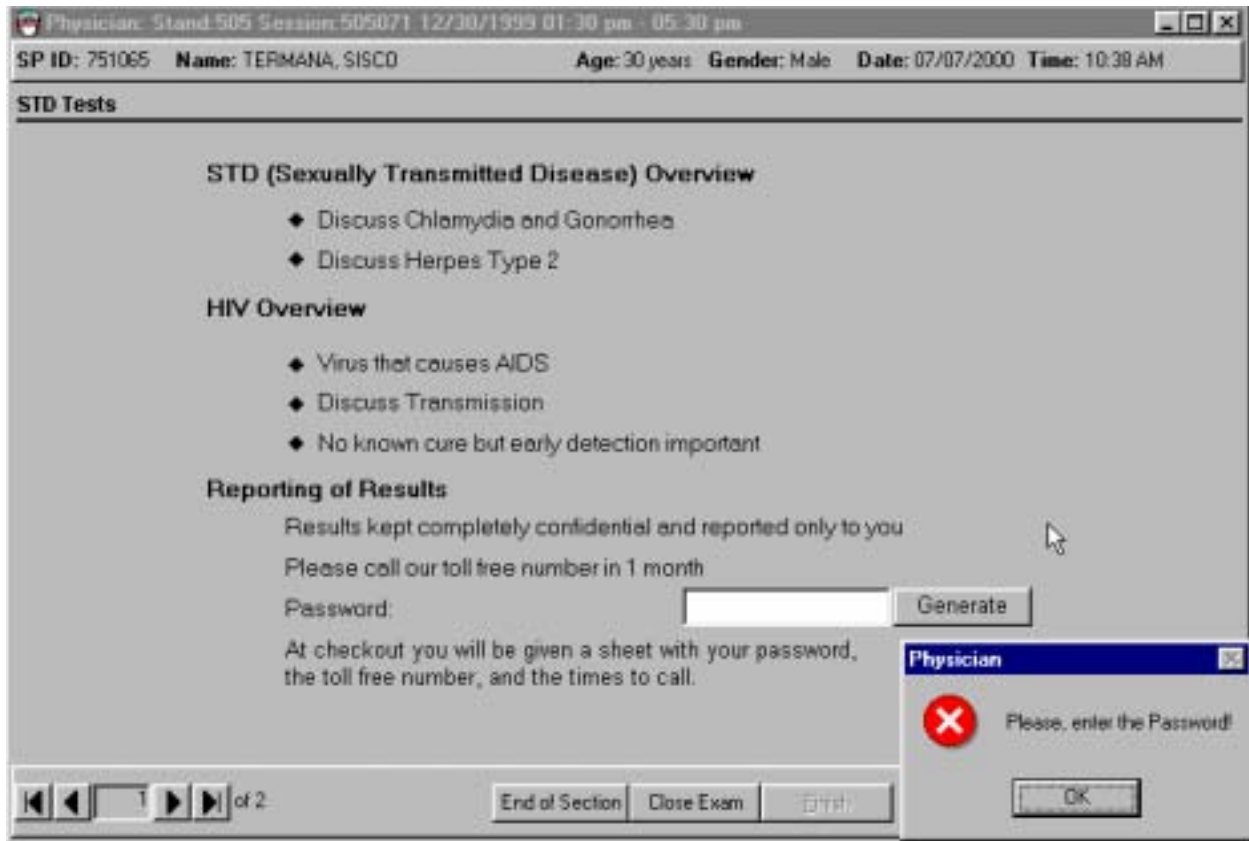 Physician: Stand:505 Session:505071 12/30/1999 01:30 pm - 05:30 pm
SP ID: 751065 Name: TERMANA, SISCO Age: 30 years Gender: Male Date: 07/07/2000 Time: 10:38 AM
STD Tests
STD (Sexually Transmitted Disease) Overview
◆ Discuss Chlamydia and Gonorrhea
◆ Discuss Herpes Type 2
HIV Overview
◆ Virus that causes AIDS
◆ Discuss Transmission
◆ No known cure but early detection important
Reporting of Results
Results kept completely confidential and reported only to you
Please call our toll free number in 1 month
Password: Generate
At checkout you will be given a sheet with your password,
the toll free number, and the times to call.
Physician
Please, enter the Password!
OK
1 of 2 End of Section Close Exam Finish